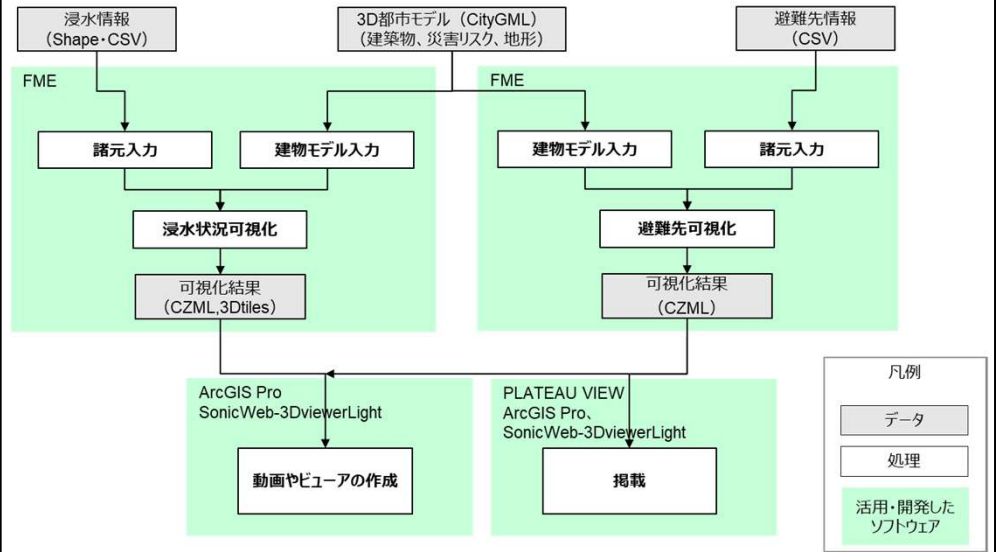 浸水情報
（Shape・CSV）
3D都市モデル（CityGML）
（建築物、災害リスク、地形）
避難先情報
（CSV）
FME
諸元入力
建物モデル入力
浸水状況可視化
可視化結果
（CZML,3Dtiles）
FME
建物モデル入力
諸元入力
避難先可視化
可視化結果
（CZML）
ArcGIS Pro
SonicWeb-3DviewerLight
動画やビューアの作成
PLATEAU VIEW
ArcGIS Pro、
SonicWeb-3DviewerLight
掲載
凡例
データ
処理
活用・開発した
ソフトウェア